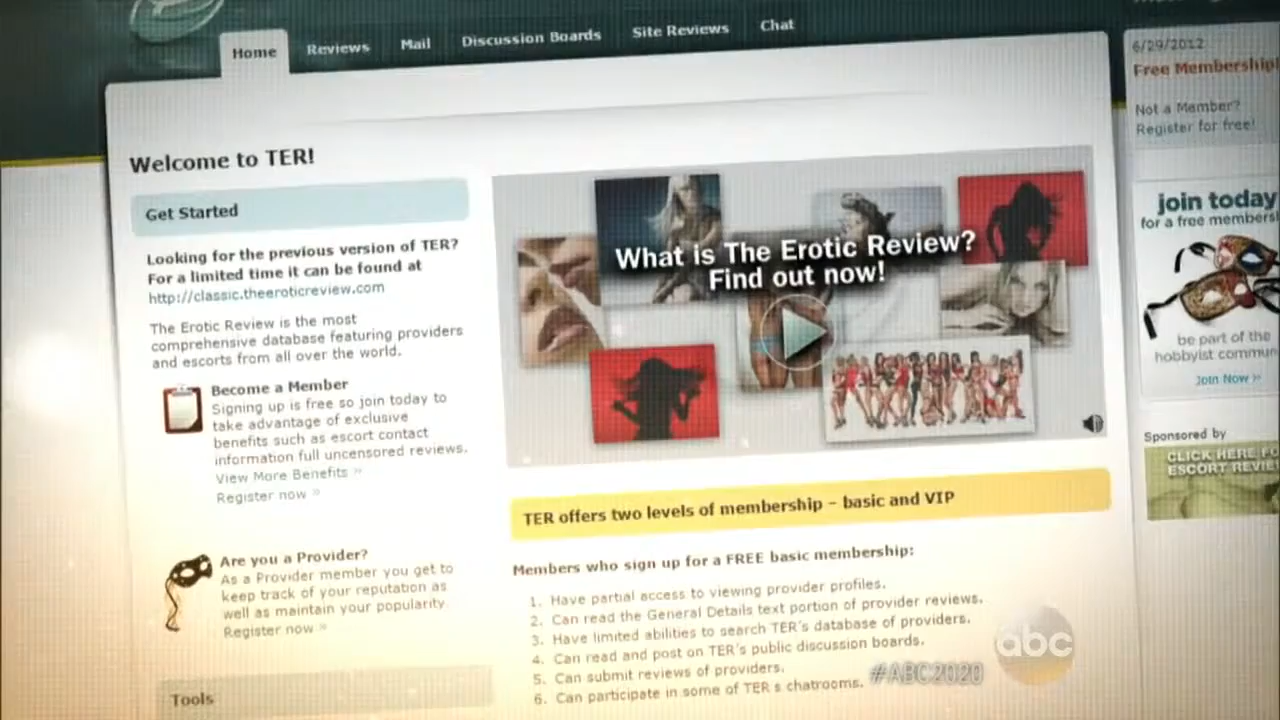 Home
Reviews
Mail
Discussion Boards
Site Reviews
Chat
6/29/2012
Free Membership!
Not a Member?
Register for free!
Welcome to TER!
Get Started
Looking for the previous version of TER?
For a limited time it can be found at
http://classic.theeroticreview.com
The Erotic Review is the most
comprehensive database featuring providers
and escorts from all over the world.
Become a Member
Signing up is free so join today to
take advantage of exclusive
benefits such as escort contact
information full uncensored reviews.
View More Benefits »
Register now »
Are you a Provider?
As a Provider member you get to
keep track of your reputation as
well as maintain your popularity.
Register now »
Tools
What is The Erotic Review?
Find out now!
TER offers two levels of membership – basic and VIP
Members who sign up for a FREE basic membership:
1. Have partial access to viewing provider profiles.
2. Can read the General Details text portion of provider reviews.
3. Have limited abilities to search TER's database of providers.
4. Can read and post on TER's public discussion boards.
5. Can submit reviews of providers.
6. Can participate in some of TER s chatrooms.
join today
for a free members
be part of the
hobbyist commun
Join Now »
Sponsored by
CLICK HERE FO
ESCORT REVIE
abc
#ABC2020